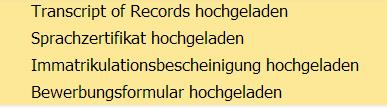 Transcript of Records hochgeladen
Sprachzertifikat hochgeladen
Immatrikulationsbescheinigung hochgeladen
Bewerbungsformular hochgeladen